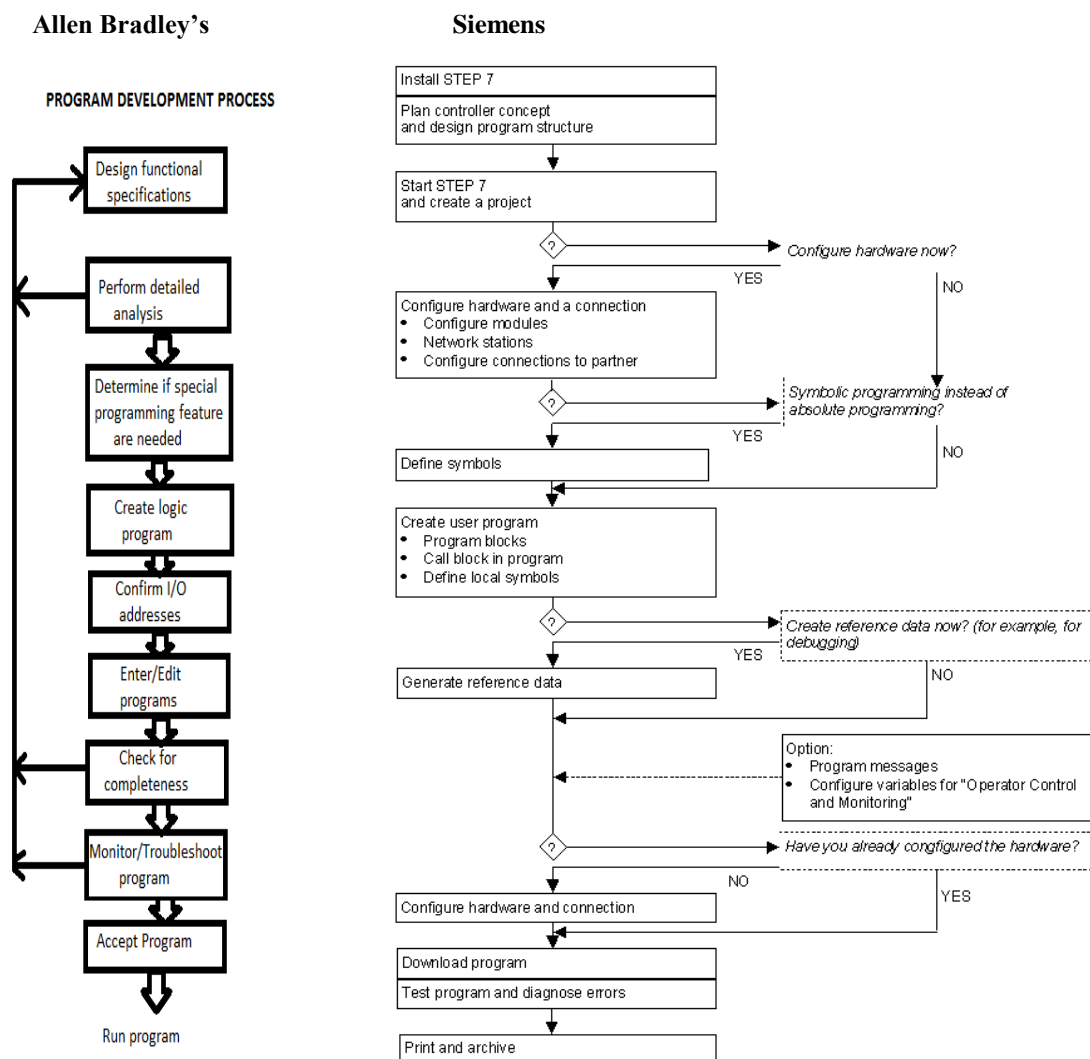 Allen Bradley's
Siemens
PROGRAM DEVELOPMENT PROCESS
Design functional
specifications
Perform detailed
analysis
Determine if special
programming feature
are needed
Create logic
program
Confirm I/O
addresses
Enter/Edit
programs
Check for
completeness
Monitor/Troubleshoot
program
Accept Program
Run program
Install STEP 7
Plan controller concept
and design program structure
Start STEP 7
and create a project
?
Configure hardware now?
YES
NO
Configure hardware and a connection
• Configure modules
• Network stations
• Configure connections to partner
?
Symbolic programming instead of
absolute programming?
YES
NO
Define symbols
Create user program
• Program blocks
• Call block in program
• Define local symbols
?
Create reference data now? (for example, for
debugging)
YES
NO
Generate reference data
Option:
• Program messages
• Configure variables for "Operator Control
and Monitoring"
?
Have you already congfigured the hardware?
NO
YES
Configure hardware and connection
Download program
Test program and diagnose errors
Print and archive